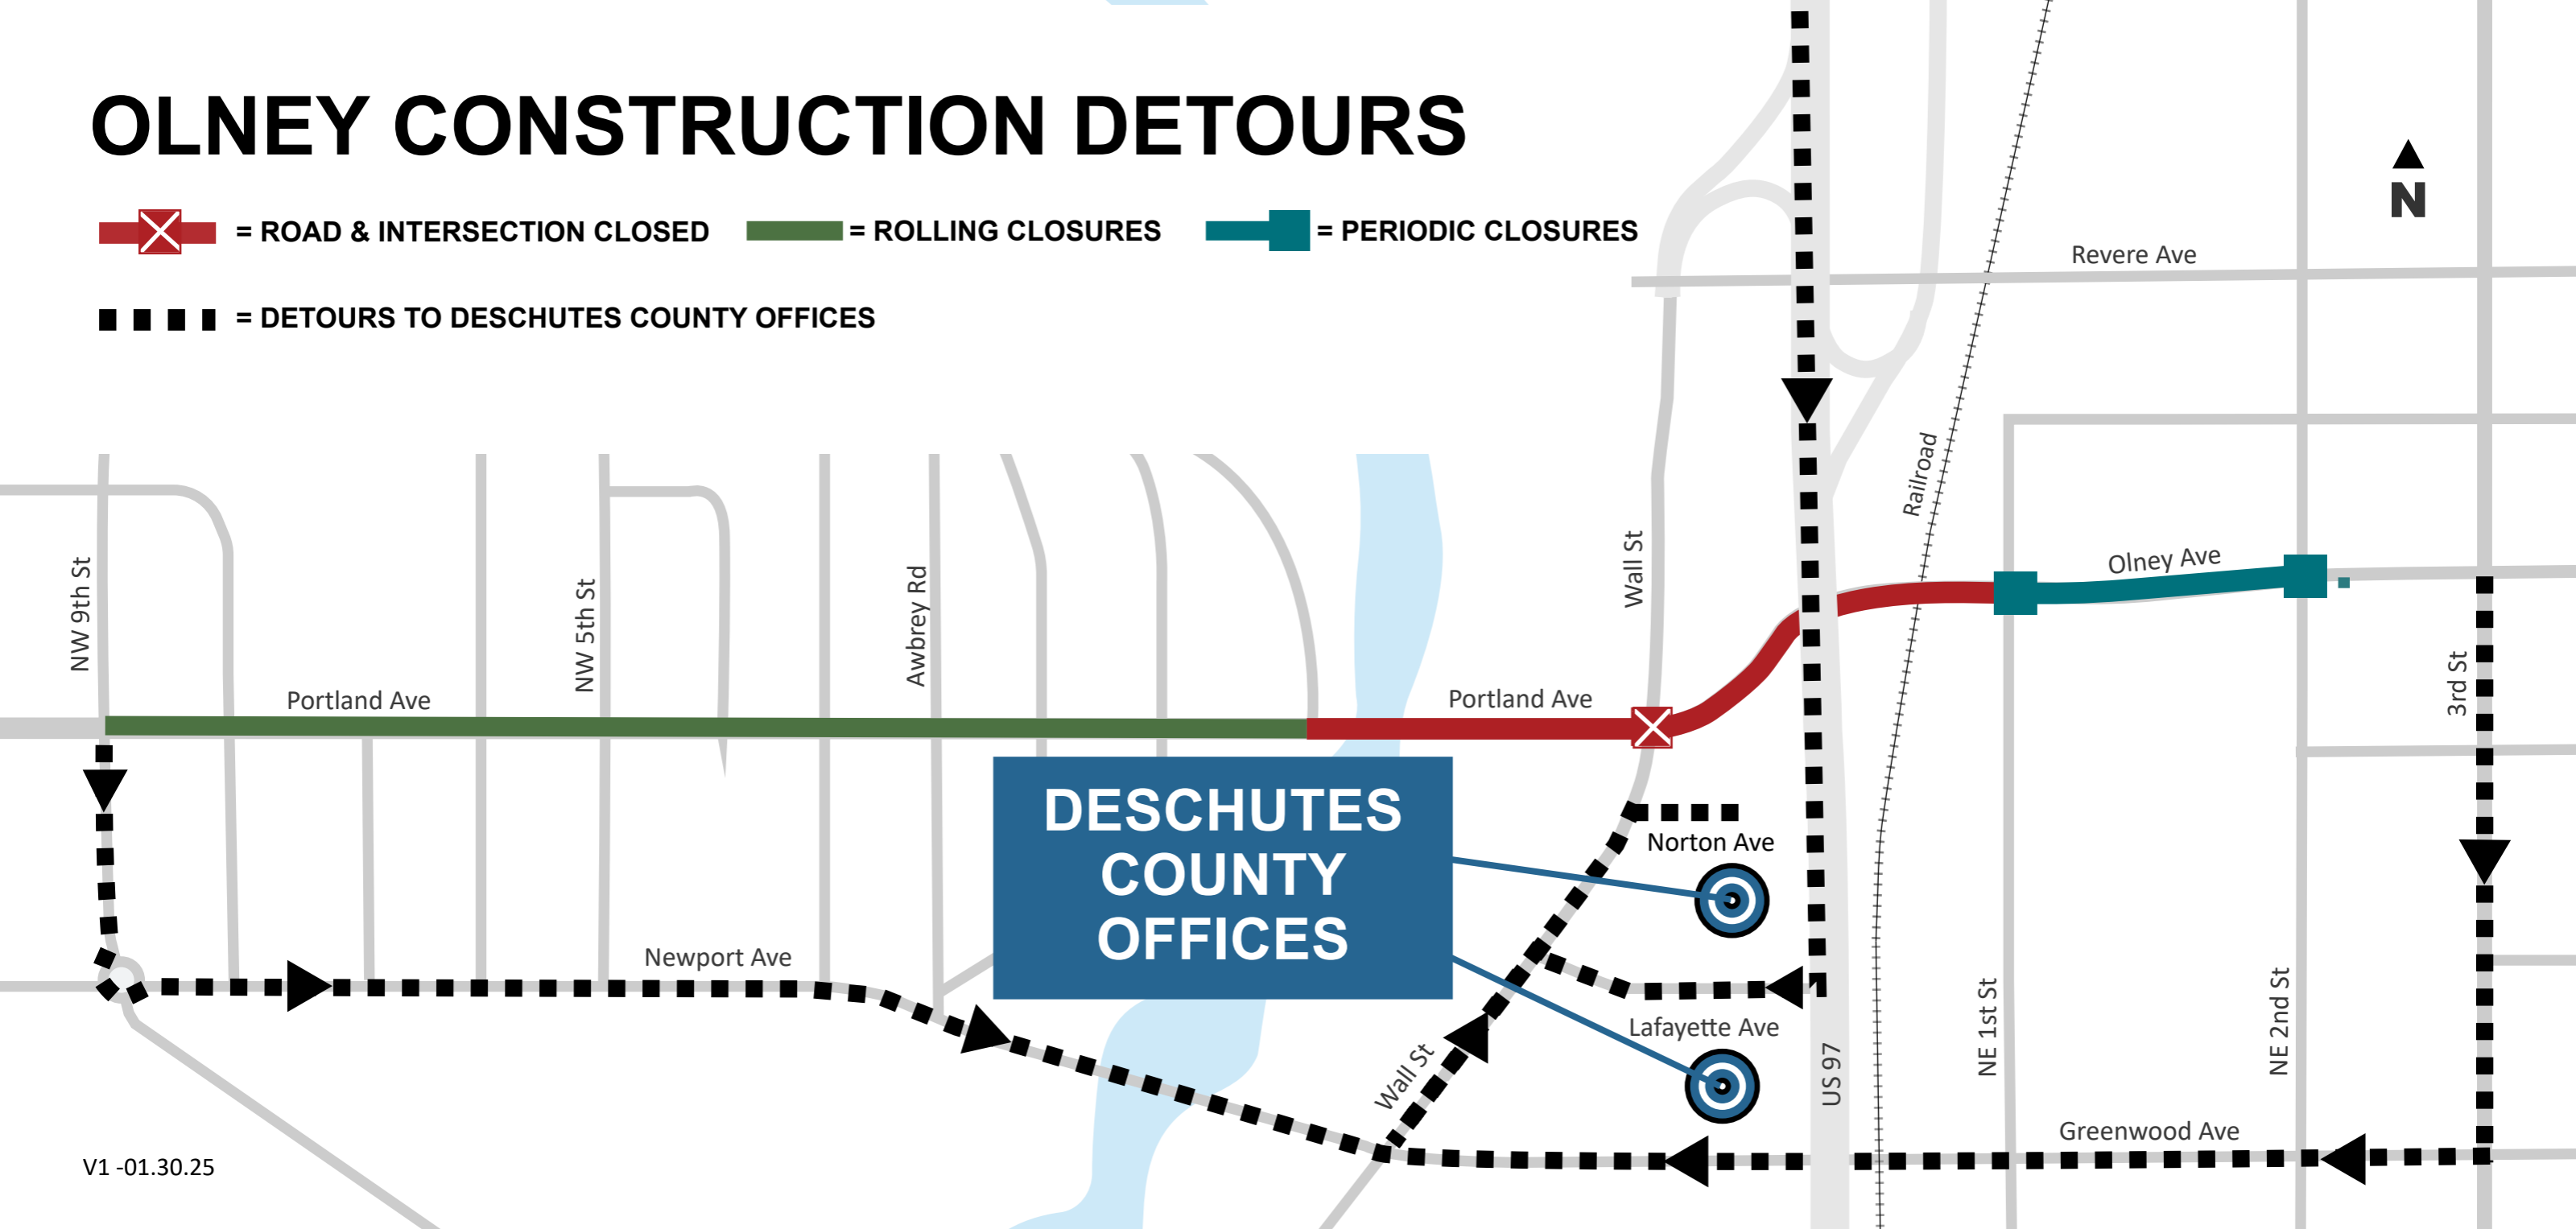 OLNEY CONSTRUCTION DETOURS
= ROAD & INTERSECTION CLOSED
= ROLLING CLOSURES
= PERIODIC CLOSURES
= DETOURS TO DESCHUTES COUNTY OFFICES
N
Revere Ave
Railroad
Wall St
Olney Ave
NW 9th St
NW 5th St
Awbrey Rd
3rd St
Portland Ave
Portland Ave
DESCHUTES
COUNTY
OFFICES
Norton Ave
Newport Ave
Lafayette Ave
Wall St
US 97
NE 1st St
NE 2nd St
Greenwood Ave
V1 -01.30.25